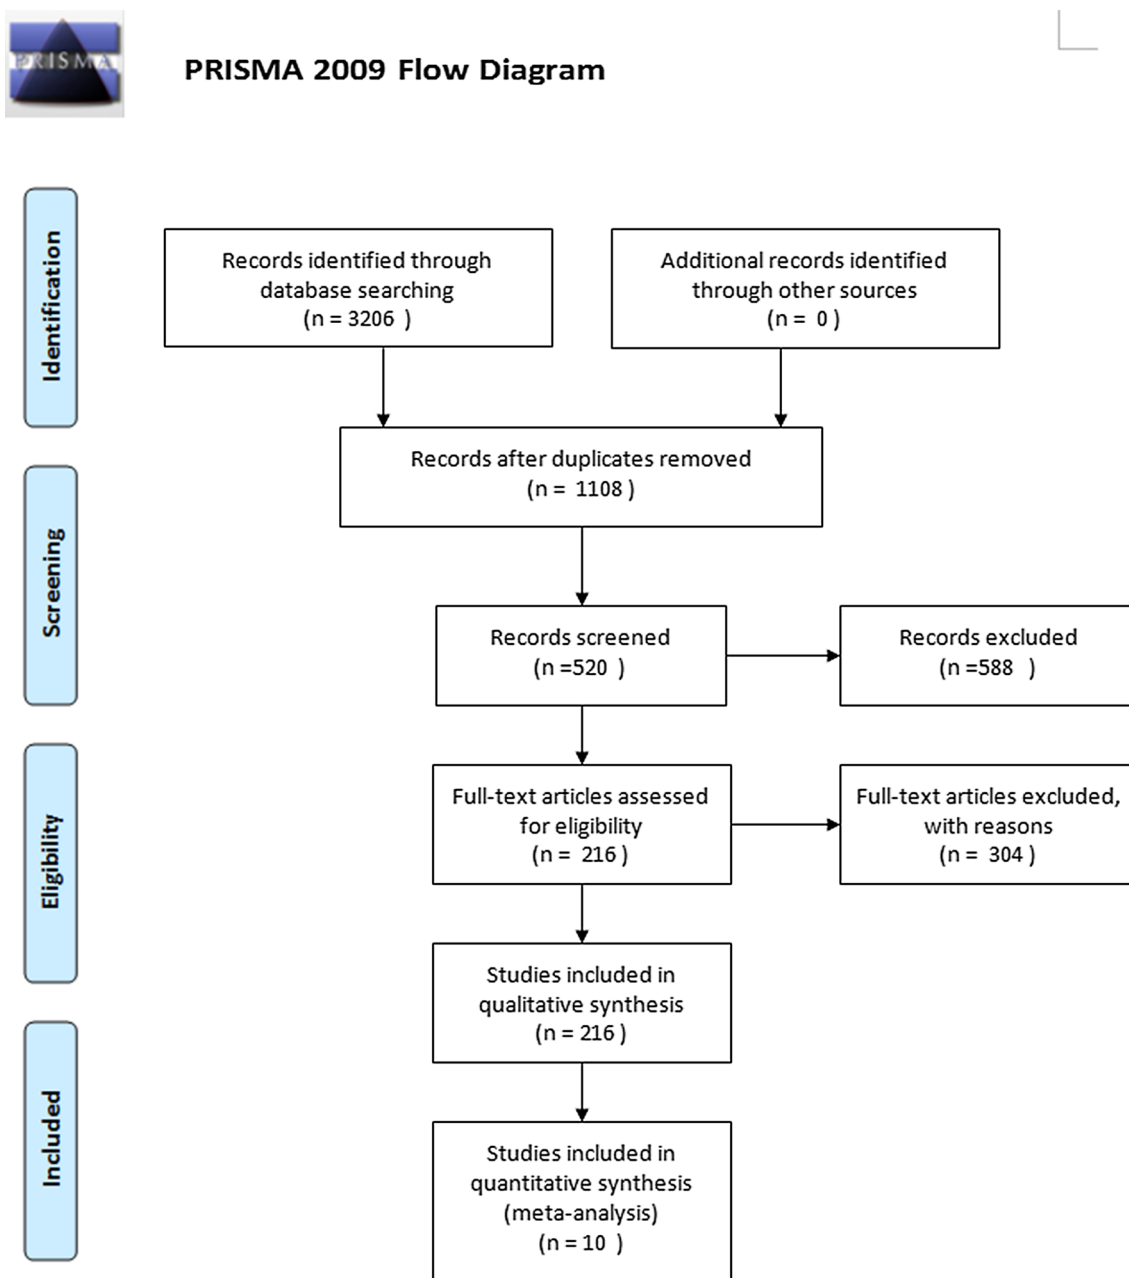 PRISMA
PRISMA 2009 Flow Diagram
Identification
Records identified through
database searching
(n = 3206 )
Additional records identified
through other sources
(n = 0 )
Records after duplicates removed
(n = 1108 )
Screening
Records screened
(n =520 )
Records excluded
(n =588 )
Eligibility
Full-text articles assessed
for eligibility
(n = 216 )
Full-text articles excluded,
with reasons
(n = 304 )
Studies included in
qualitative synthesis
(n = 216 )
Included
Studies included in
quantitative synthesis
(meta-analysis)
(n = 10 )